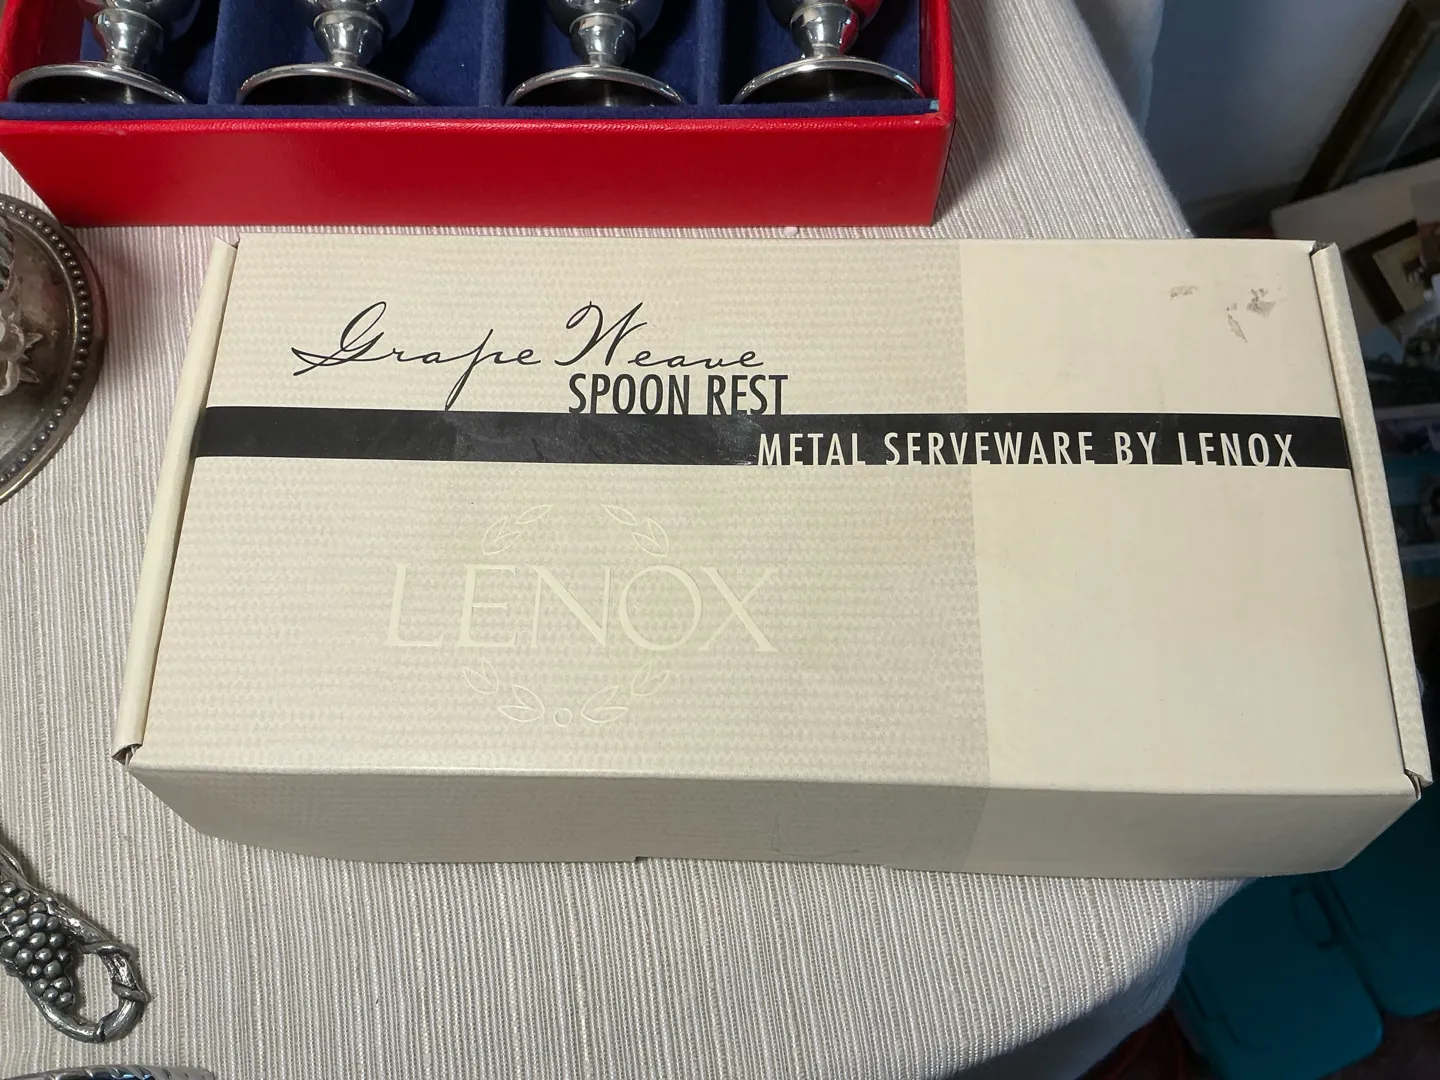 Grape Weave
SPOON REST
METAL SERVEWARE BY LENOX
LENOX